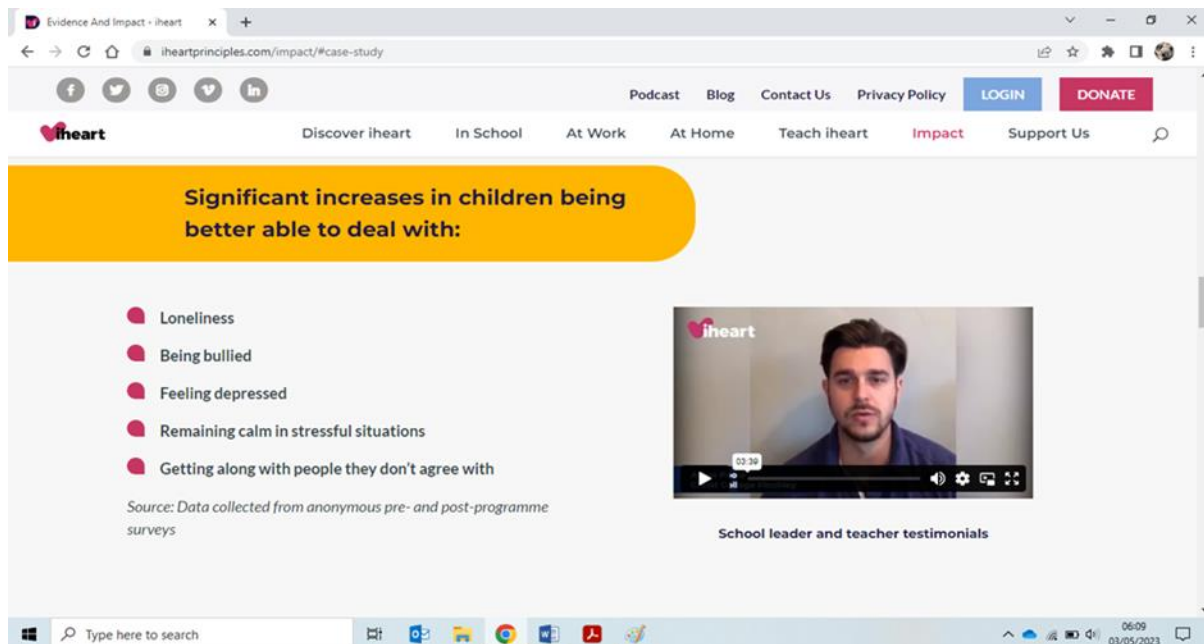 Evidence And Impact - iheart
iheartprinciples.com/impact/#case-study
Podcast Blog Contact Us Privacy Policy LOGIN DONATE
iheart Discover iheart In School At Work At Home Teach iheart Impact Support Us
Significant increases in children being
better able to deal with:
Loneliness
Being bullied
Feeling depressed
Remaining calm in stressful situations
Getting along with people they don't agree with
Source: Data collected from anonymous pre- and post-programme
surveys
iheart
03:39
School leader and teacher testimonials
Type here to search
06:09
03/05/2023